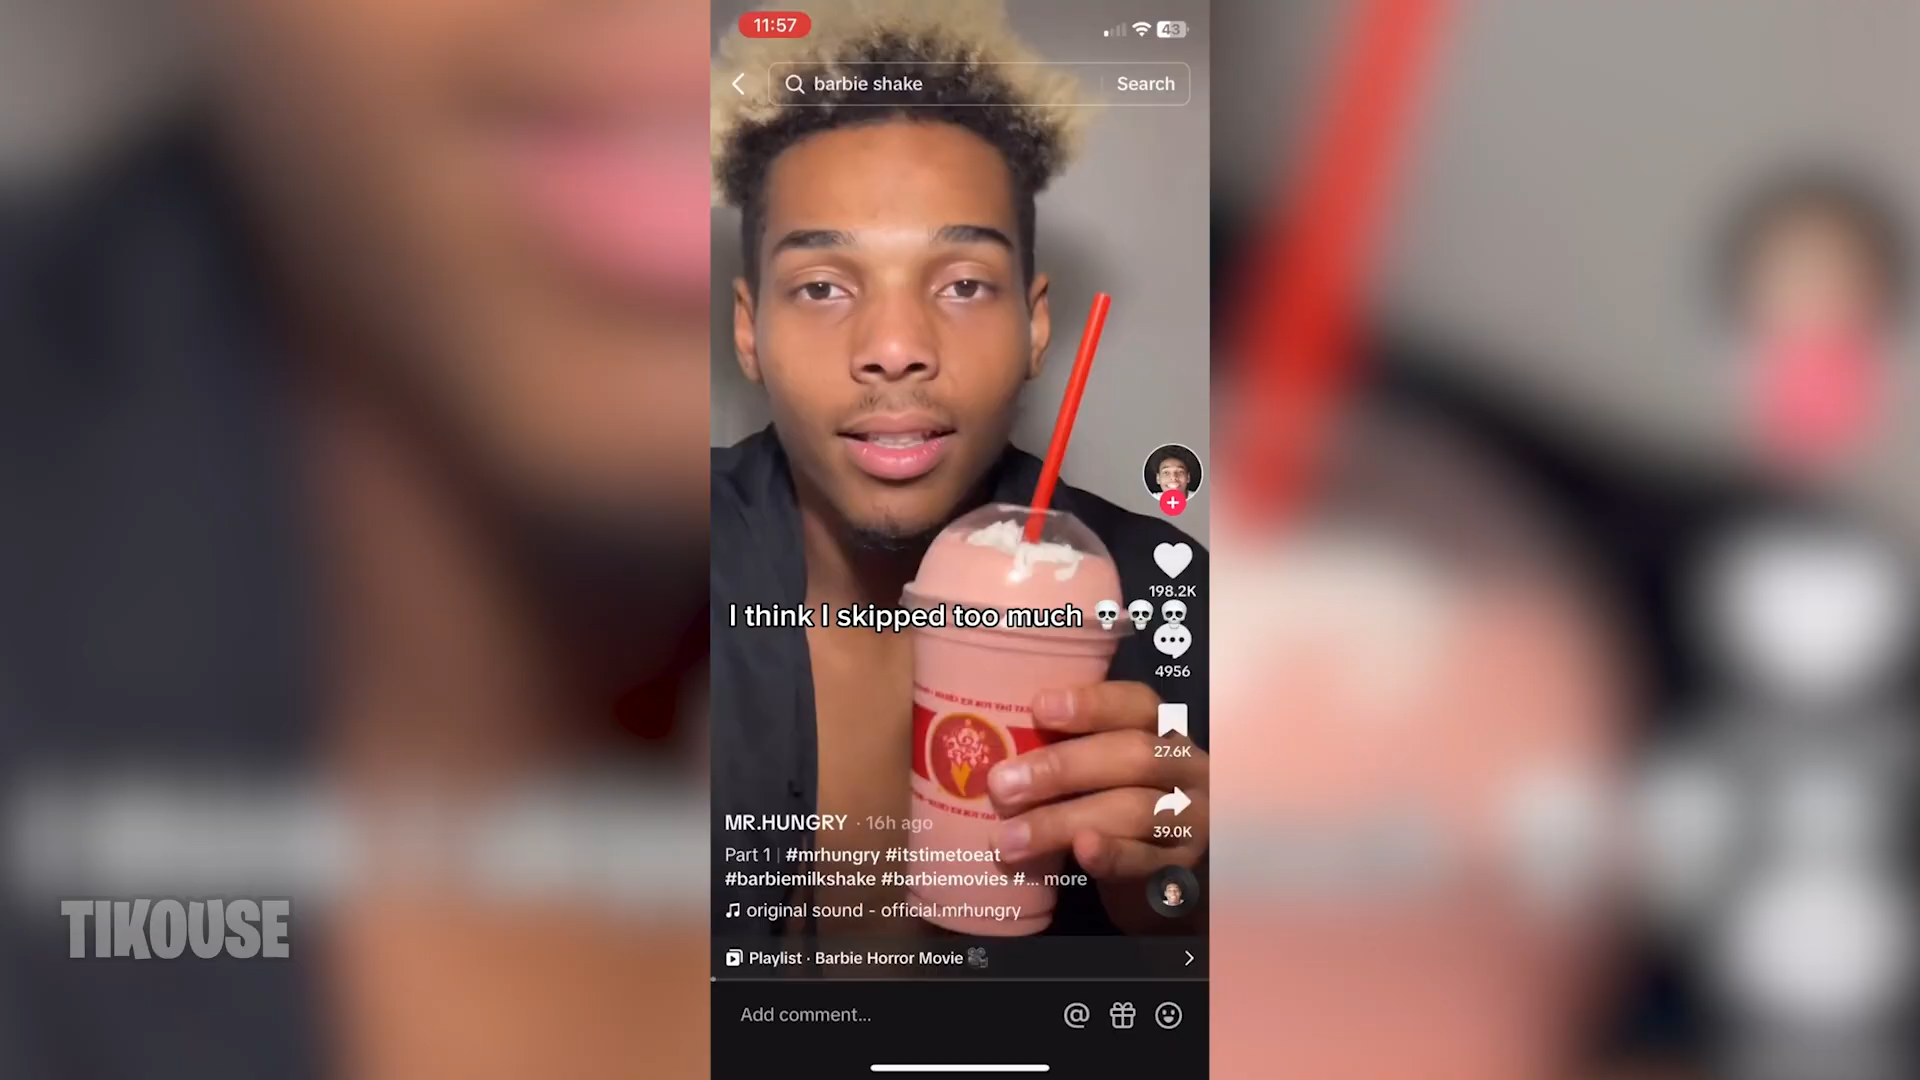 11:57
43
barbie shake
Search
198.2K
I think I skipped too much 💀💀💀
4956
27.6K
MR.HUNGRY · 16h ago
39.0K
Part 1 | #mrhungry #itstimetoeat
#barbiemilkshake #barbiemovies #... more
original sound - official.mrhungry
TIKOUSE
Playlist · Barbie Horror Movie 🎥
Add comment...